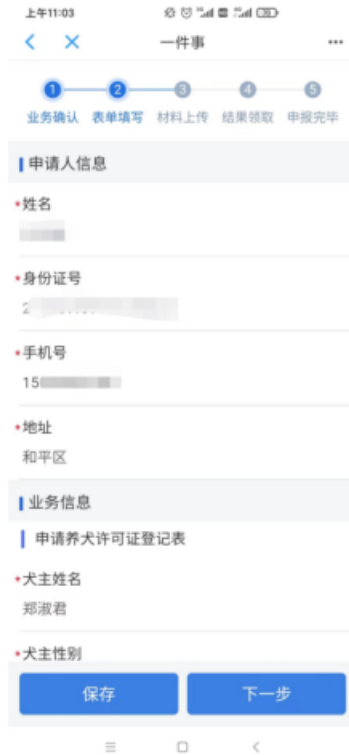 上午11:03
一件事
1 2 3 4 5
业务确认 表单填写 材料上传 结果领取 申报完毕
申请人信息
*姓名
*身份证号
2
*手机号
15
*地址
和平区
业务信息
申请养犬许可证登记表
*犬主姓名
郑淑君
*犬主性别
保存 下一步